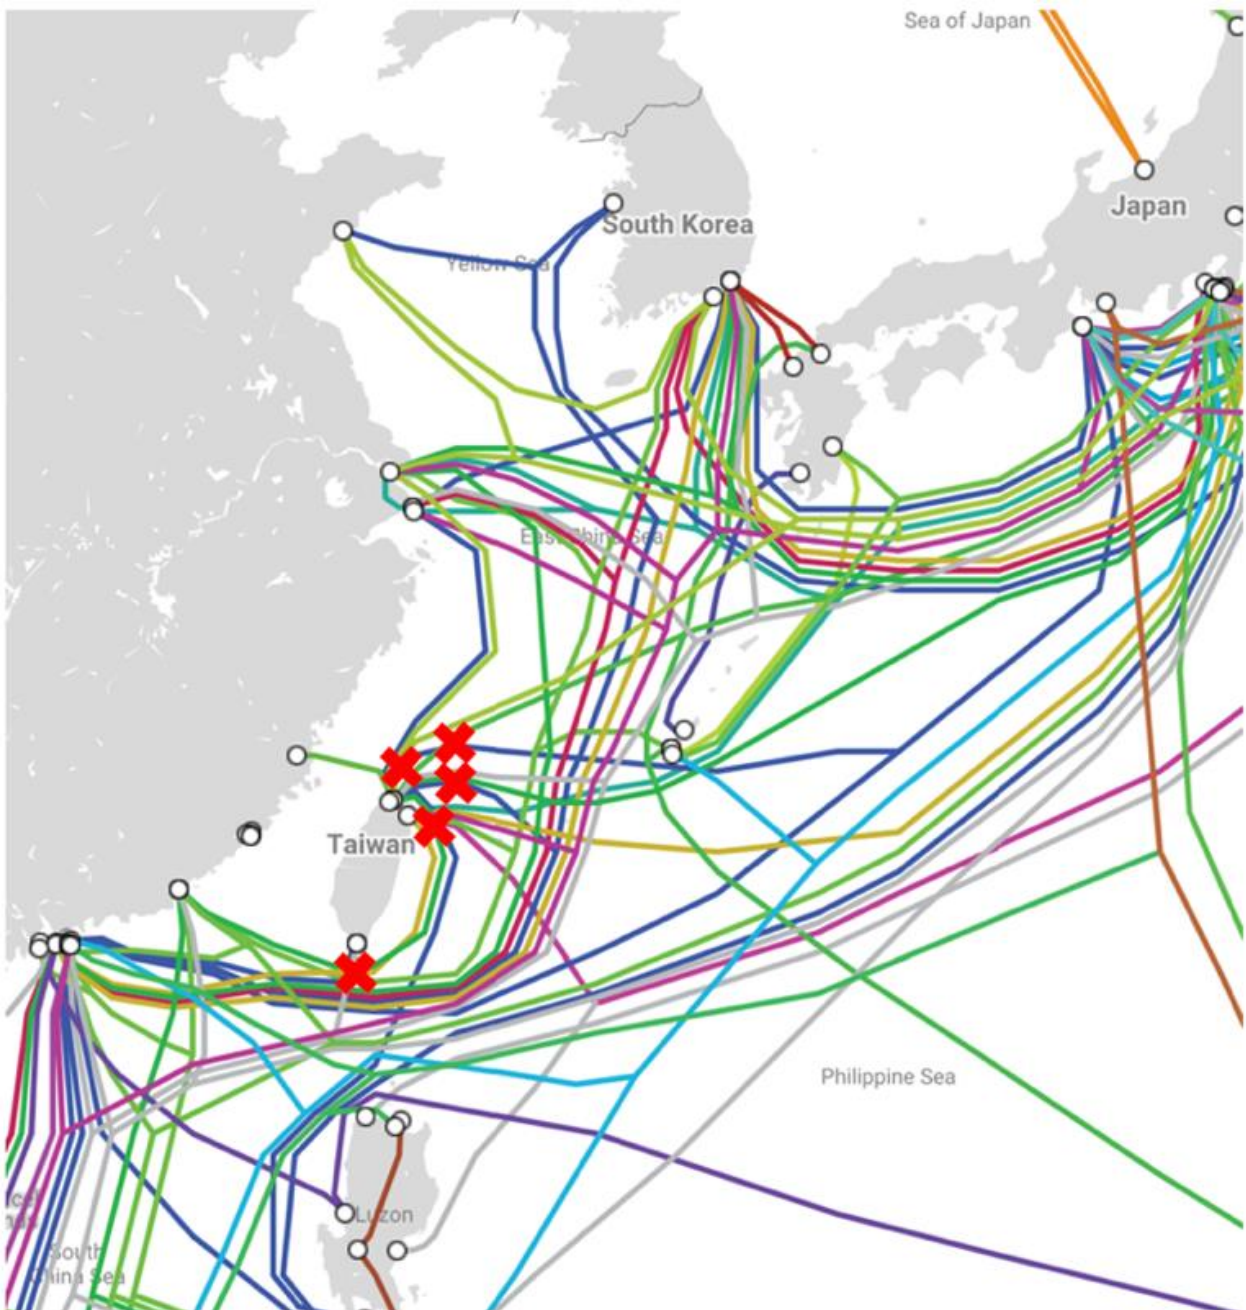 Sea of Japan
Japan
South Korea
Yellow Sea
East China Sea
Taiwan
Philippine Sea
Luzon
South
China Sea